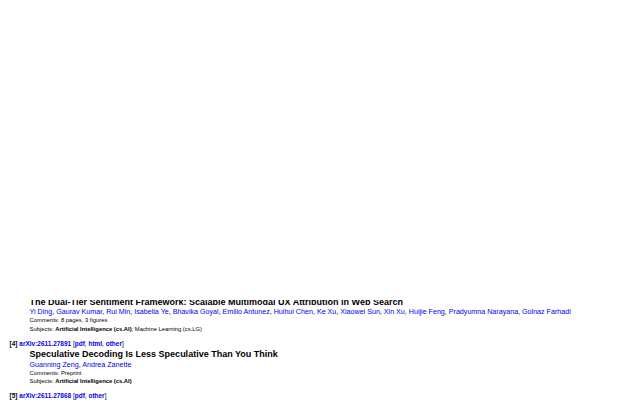 The Dual-Tier Sentiment Framework: Scalable Multimodal UX Attribution in Web Search
Yi Ding, Gaurav Kumar, Rui Min, Isabella Ye, Bhavika Goyal, Emilio Antunez, Huihui Chen, Ke Xu, Xiaowei Sun, Xin Xu, Huijie Feng, Pradyumna Narayana, Golnaz Farhadi
Comments: 8 pages, 3 figures
Subjects: Artificial Intelligence (cs.AI); Machine Learning (cs.LG)
[4] arXiv:2611.27891 [pdf, html, other]
Speculative Decoding Is Less Speculative Than You Think
Guanning Zeng, Andrea Zanette
Comments: Preprint
Subjects: Artificial Intelligence (cs.AI)
[5] arXiv:2611.27868 [pdf, other]